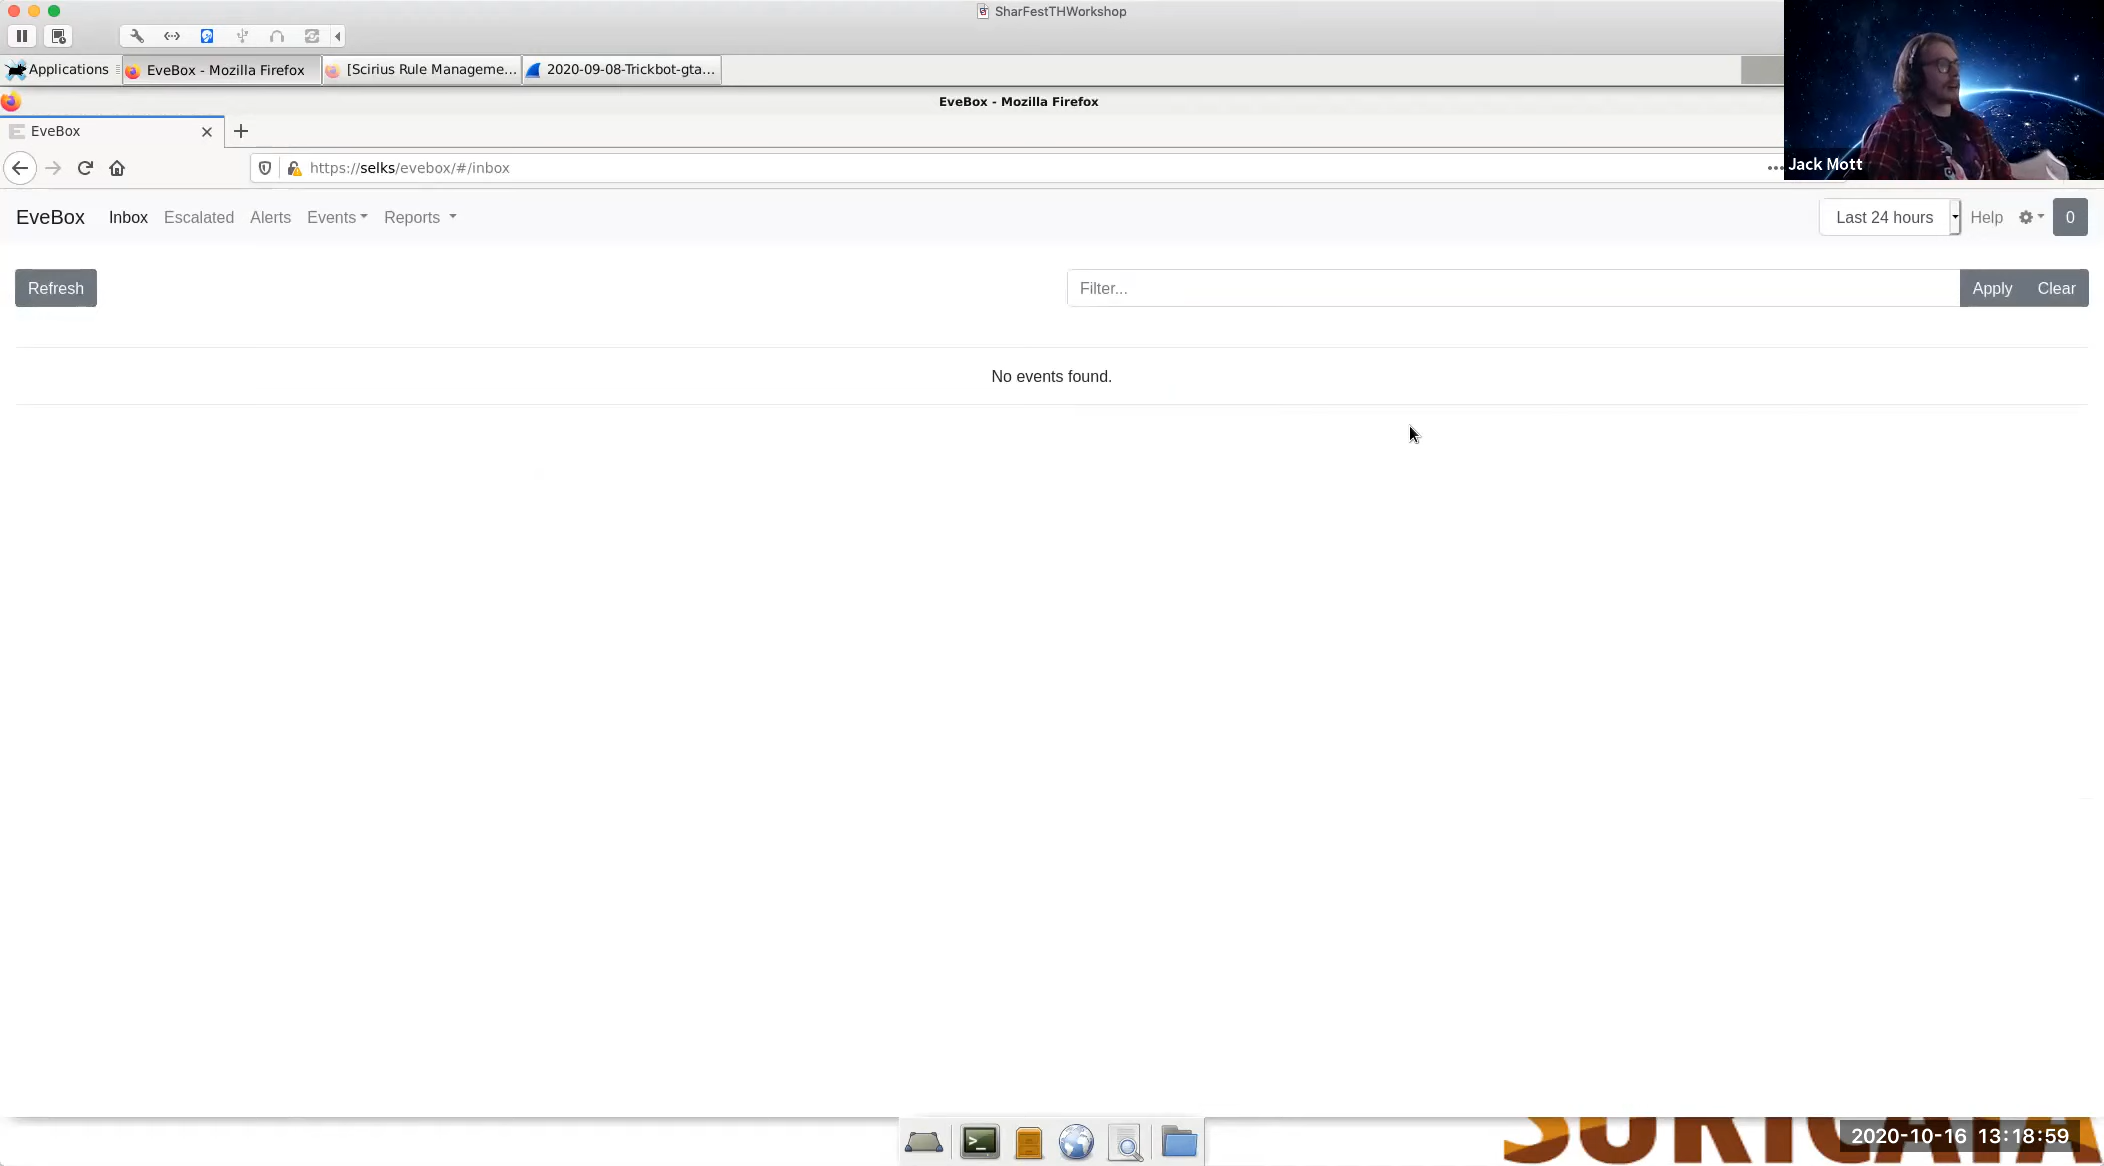 SharFestTHWorkshop
Applications
EveBox - Mozilla Firefox
[Scirius Rule Manageme...
2020-09-08-Trickbot-gta...
EveBox - Mozilla Firefox
EveBox
https://selks/evebox/#/inbox
Jack Mott
EveBox Inbox Escalated Alerts Events Reports
Last 24 hours Help 0
Refresh
Filter...
Apply Clear
No events found.
SURICATA
2020-10-16 13:18:59